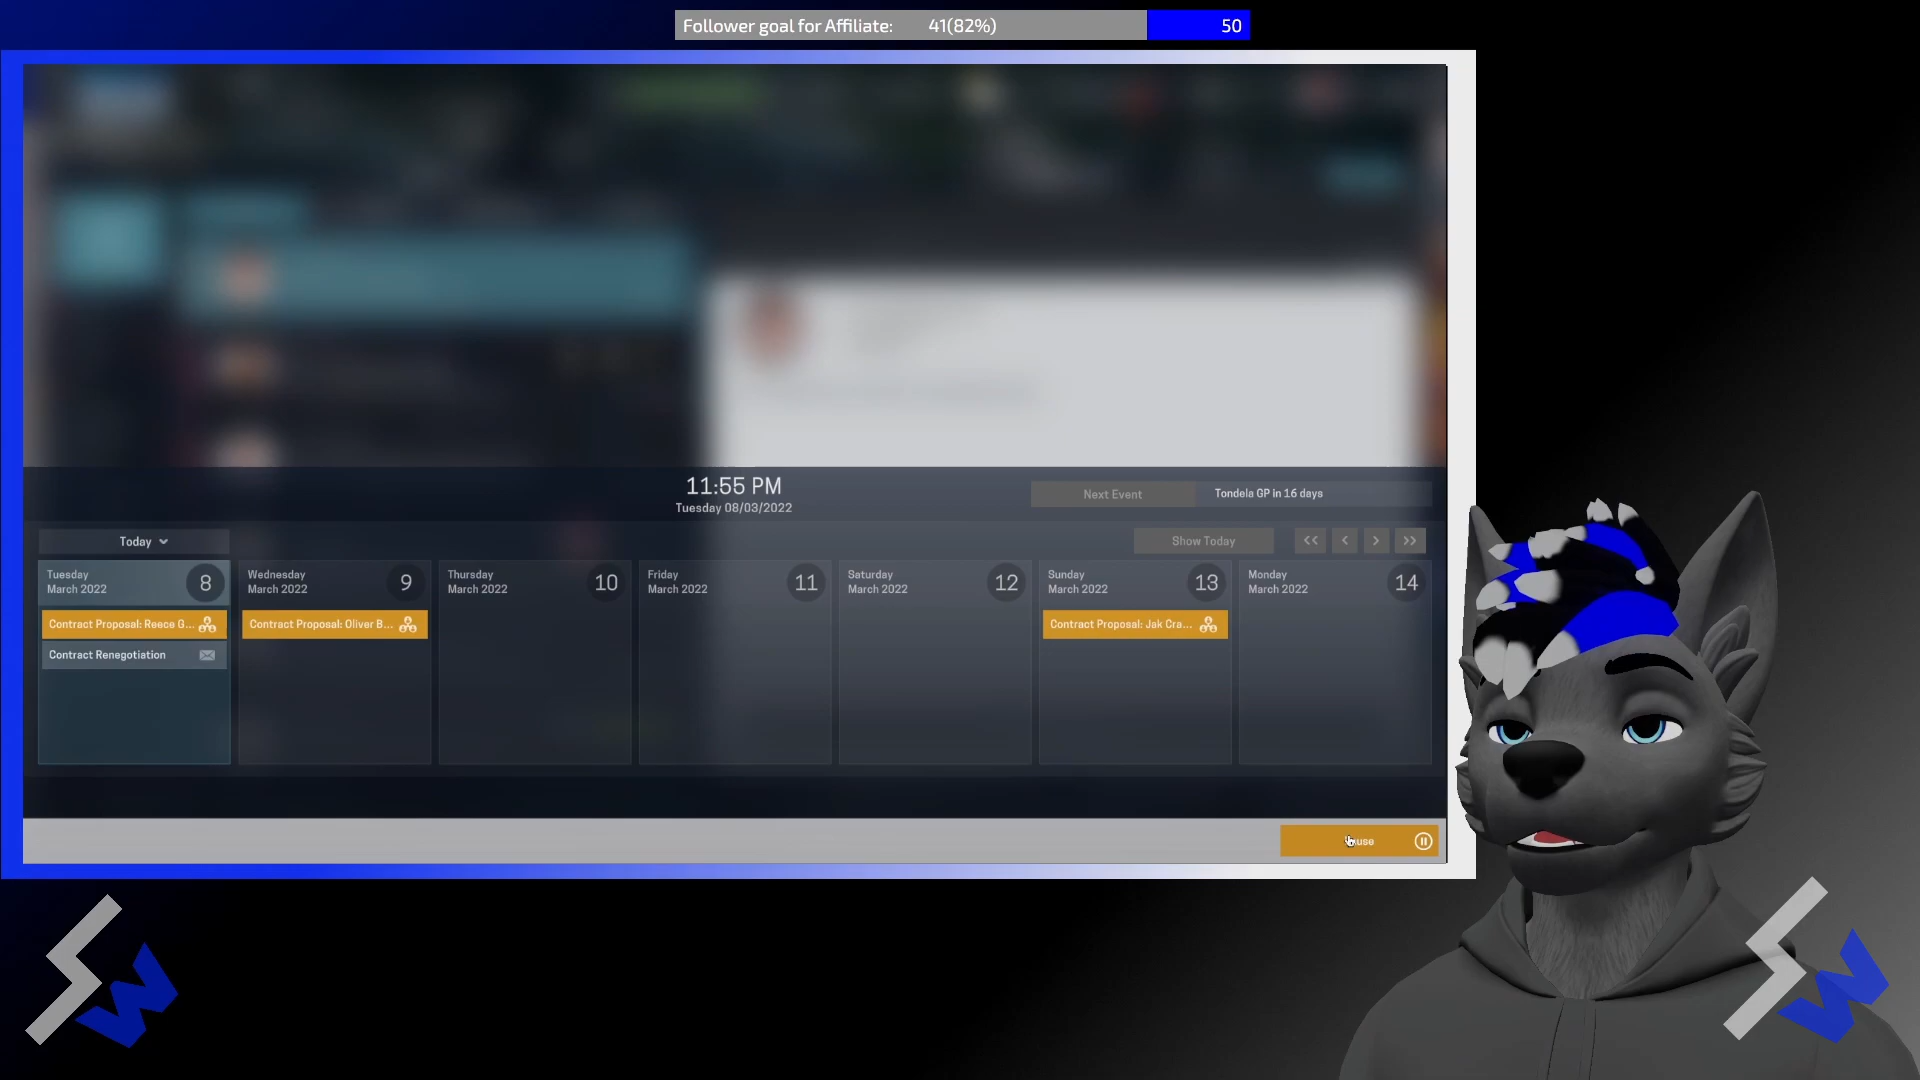 Follower goal for Affiliate: 41(82%) 50
11:55 PM
Tuesday 08/03/2022
Next Event Tondela GP in 16 days
Today
Show Today << < > >>
Tuesday
March 2022
8
Wednesday
March 2022
9
Thursday
March 2022
10
Friday
March 2022
11
Saturday
March 2022
12
Sunday
March 2022
13
Monday
March 2022
14
Contract Proposal: Reece G...
Contract Proposal: Oliver B...
Contract Proposal: Jak Cra...
Contract Renegotiation
SW
SW